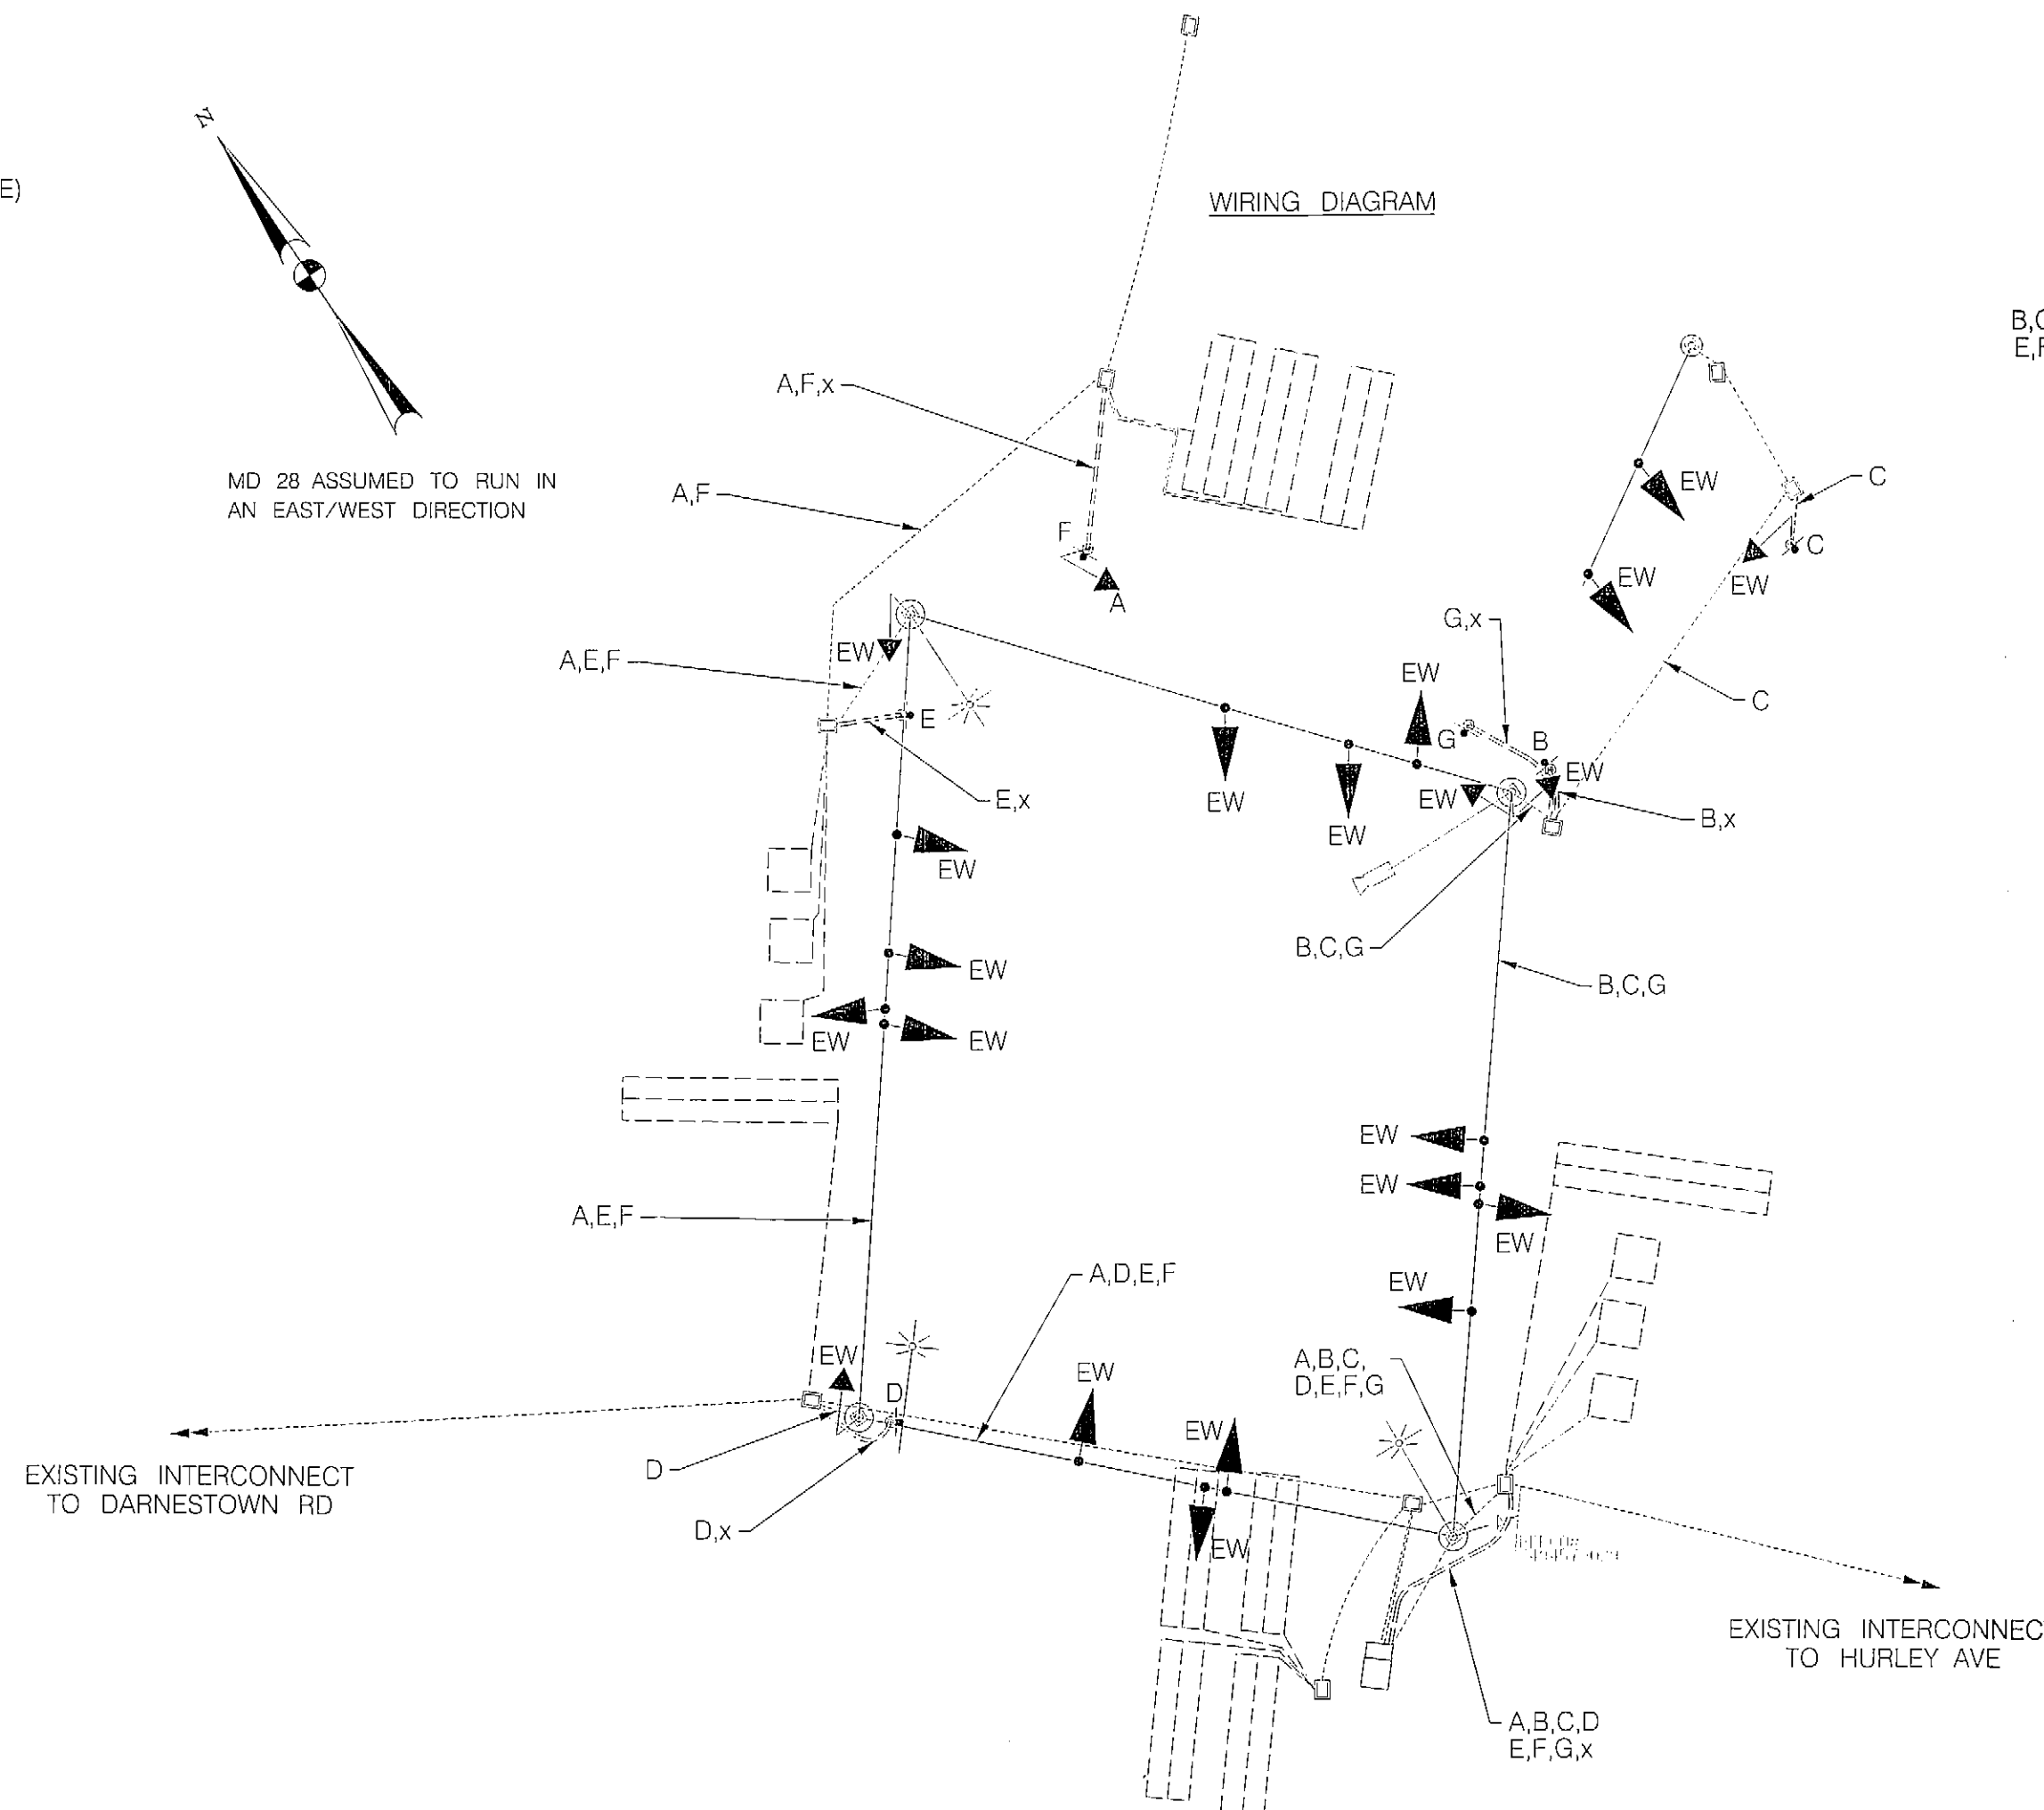 N
E)
WIRING DIAGRAM
MD 28 ASSUMED TO RUN IN
AN EAST/WEST DIRECTION
A,F,x
A,F
F
A
EW
EW
C
C
EW
C
A,E,F
EW
E
E,x
G,x
G
B
EW
EW
EW
B,x
EW
EW
EW
EW
EW
EW
B,C,G
B,C,G
EW
EW
EW
EW
A,E,F
A,D,E,F
EW
D
D
D,x
EW
EW
EW
A,B,C,
D,E,F,G
A,B,C,D
E,F,G,x
EXISTING INTERCONNECT
TO DARNESTOWN RD
EXISTING INTERCONNEC
TO HURLEY AVE